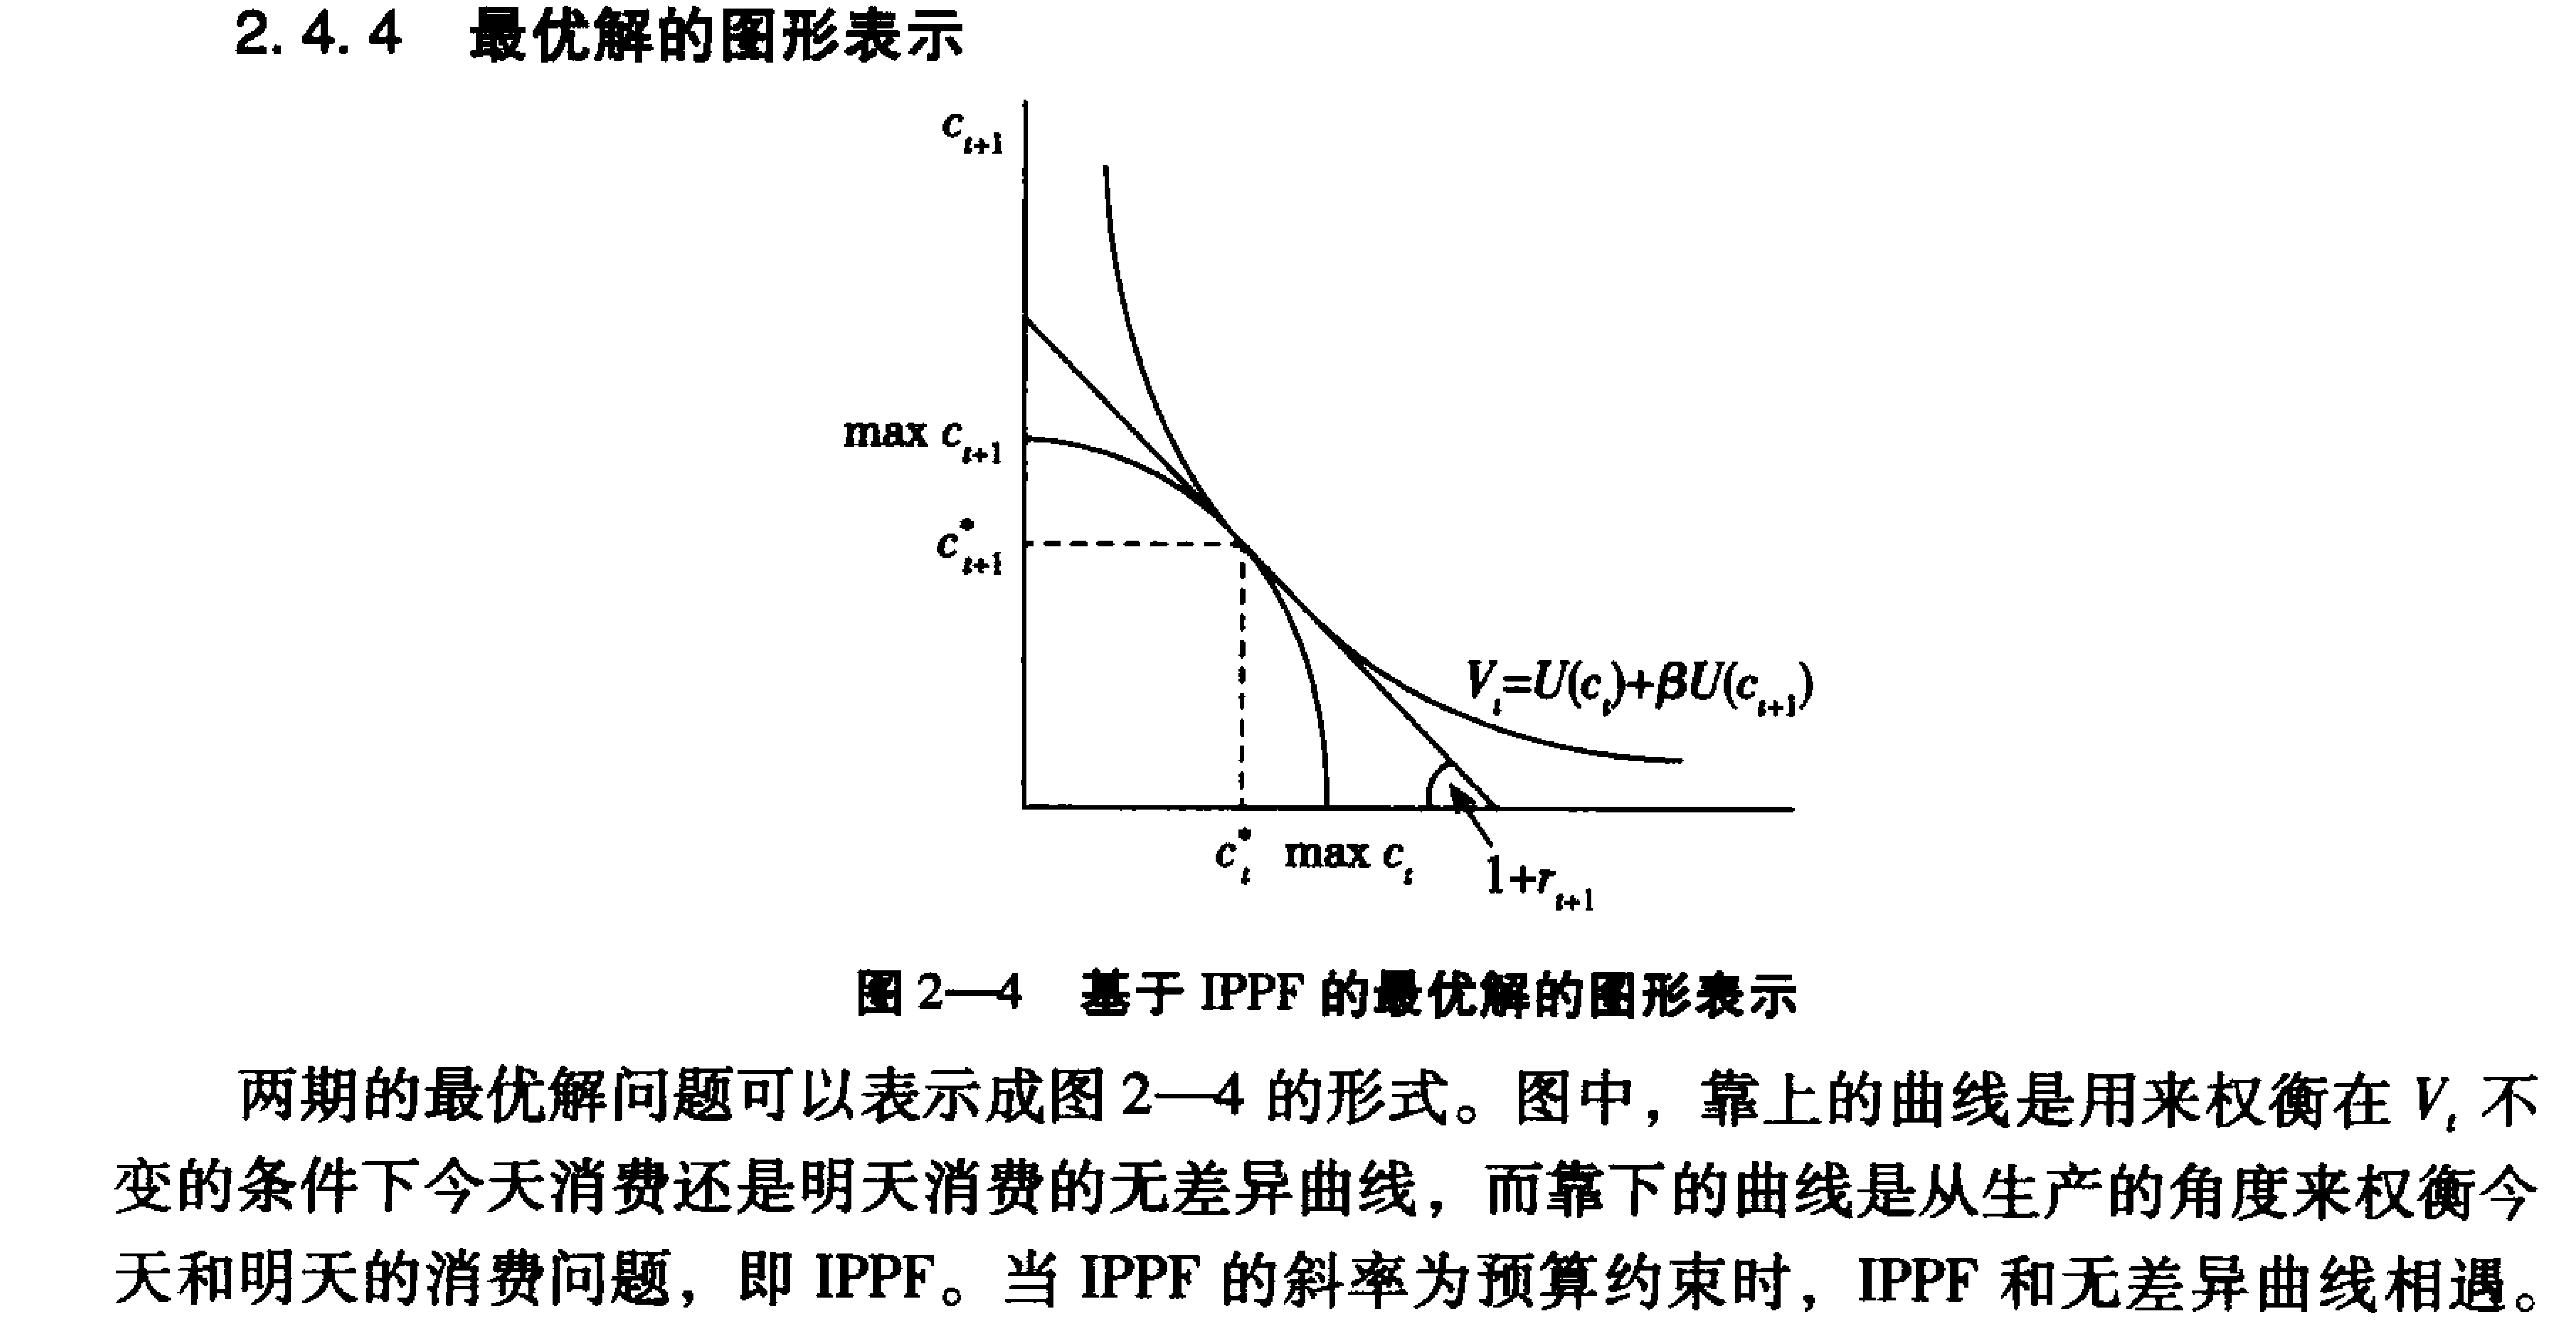 2.4.4 最优解的图形表示
c_{t+1}
max c_{t+1}
c*_{t+1}
V_t=U(c_t)+βU(c_{t+1})
c*_t max c_t
1+r_{t+1}
图 2—4 基于 IPPF 的最优解的图形表示
两期的最优解问题可以表示成图 2—4 的形式。图中，靠上的曲线是用来权衡在 V_t 不
变的条件下今天消费还是明天消费的无差异曲线，而靠下的曲线是从生产的角度来权衡今
天和明天的消费问题，即 IPPF。当 IPPF 的斜率为预算约束时，IPPF 和无差异曲线相遇。